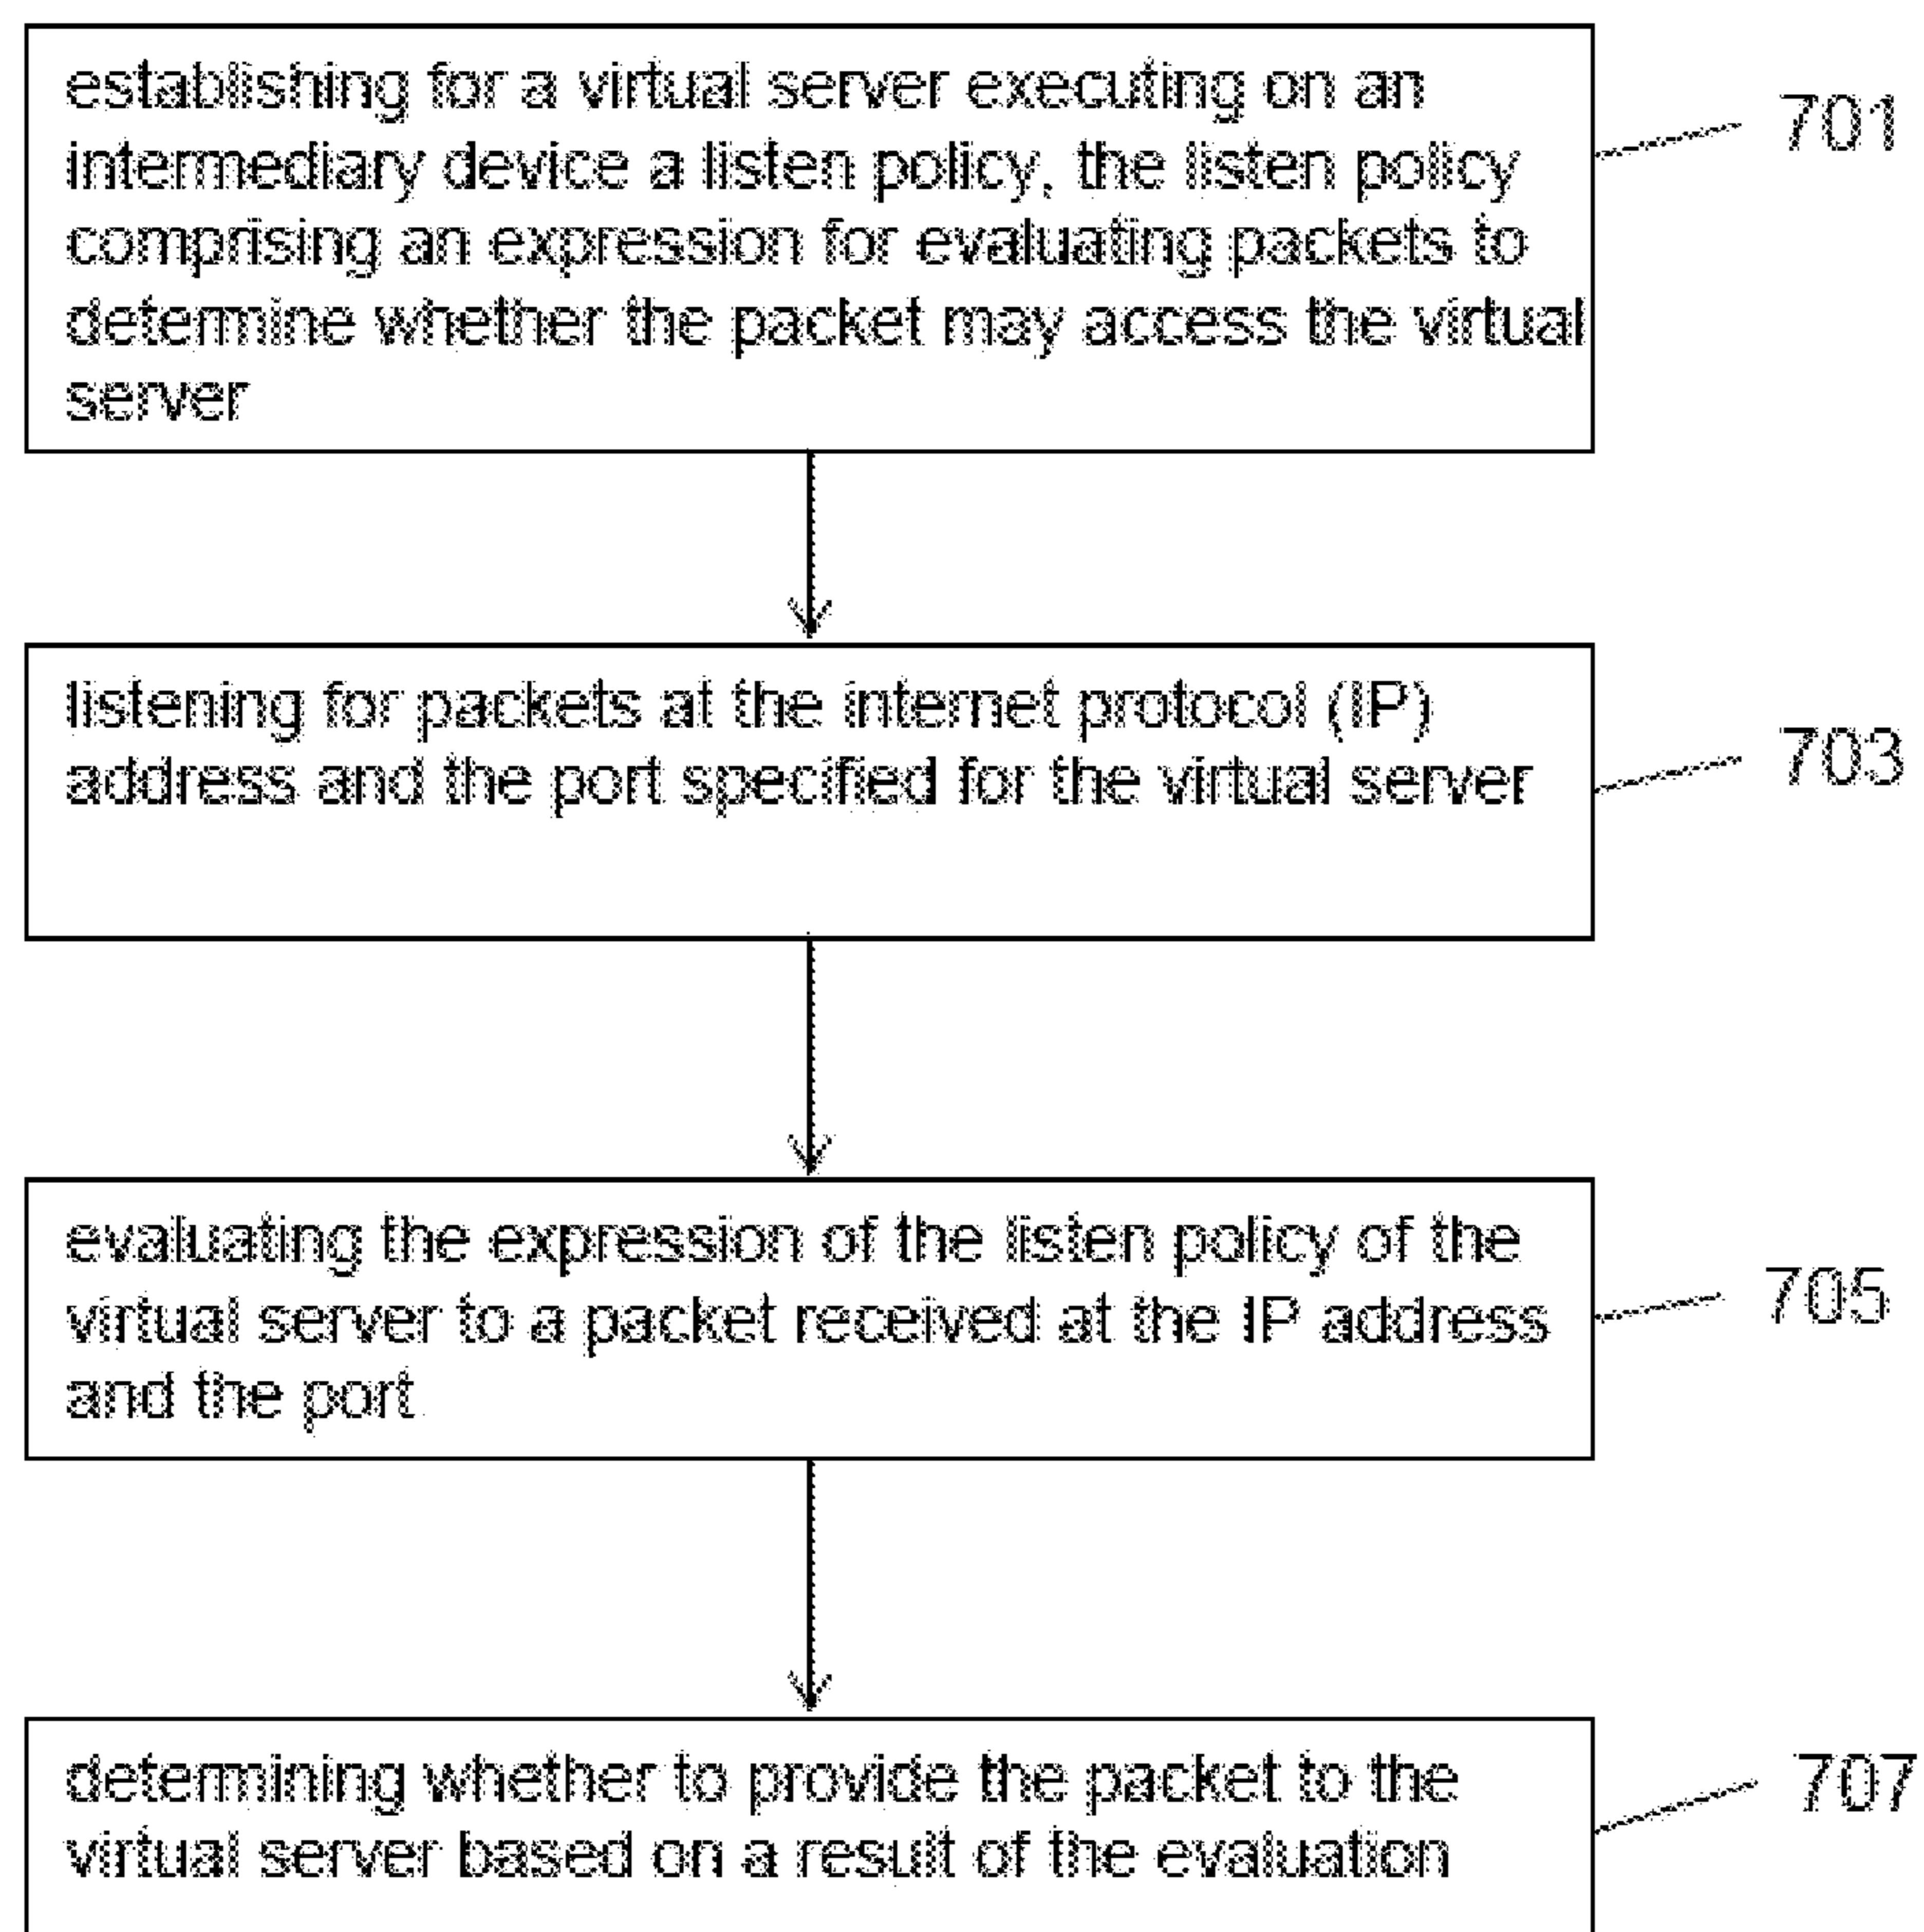 establishing for a virtual server executing on an
intermediary device a listen policy, the listen policy
comprising an expression for evaluating packets to
determine whether the packet may access the virtual
server
701
listening for packets at the internet protocol (IP)
address and the port specified for the virtual server
703
evaluating the expression of the listen policy of the
virtual server to a packet received at the IP address
and the port
705
determining whether to provide the packet to the
virtual server based on a result of the evaluation
707